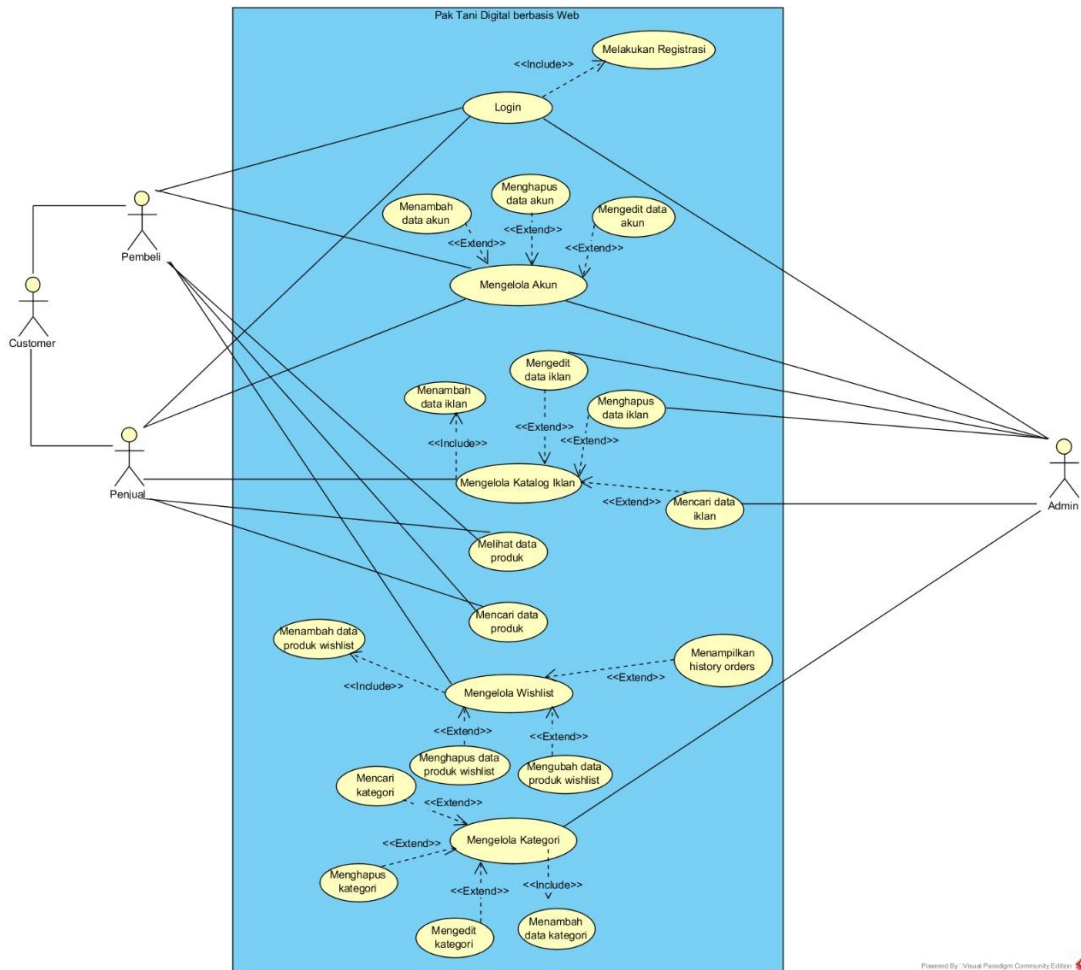 Pak Tani Digital berbasis Web
Melakukan Registrasi
<<Include>>
Login
Menghapus
data akun
Menambah
data akun
Mengedit data
akun
<<Extend>>
<<Extend>>
<<Extend>>
Pembeli
Mengelola Akun
Customer
Mengedit
data iklan
Menambah
data iklan
Menghapus
data iklan
<<Include>>
<<Extend>>
<<Extend>>
Penjual
Mengelola Katalog Iklan
<<Extend>>
Mencari data
iklan
Admin
Melihat data
produk
Mencari data
produk
Menambah data
produk wishlist
Menampilkan
history orders
<<Include>>
<<Extend>>
Mengelola Wishlist
<<Extend>>
<<Extend>>
Menghapus data
produk wishlist
Mengubah data
produk wishlist
Mencari
kategori
<<Extend>>
Mengelola Kategori
<<Extend>>
Menghapus
kategori
<<Extend>>
<<Include>>
Mengedit
kategori
Menambah
data kategori
Powered By Visual Paradigm Community Edition